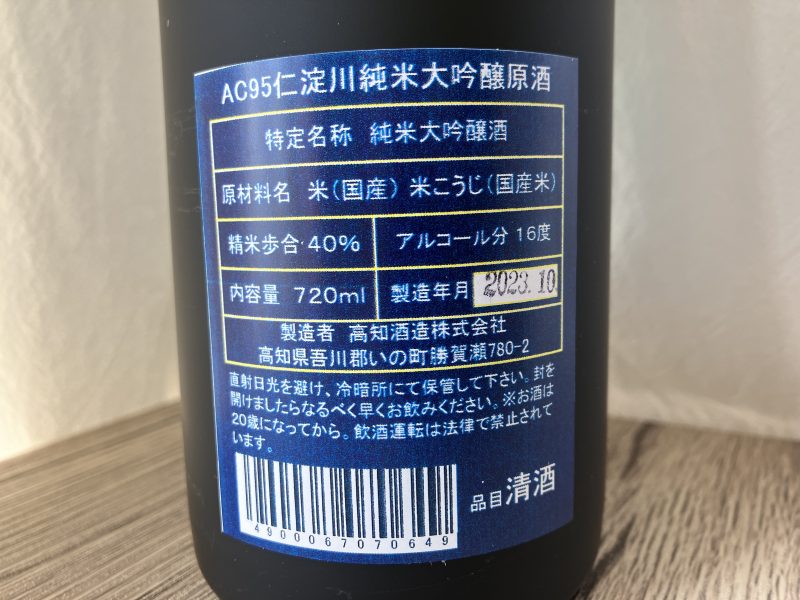 AC95仁淀川純米大吟醸原酒
特定名称 純米大吟醸酒
原材料名 米(国産) 米こうじ(国産米)
精米歩合 40% アルコール分 16度
内容量 720ml 製造年月 2023.10
製造者 高知酒造株式会社
高知県吾川郡いの町勝賀瀬780-2
直射日光を避け、冷暗所にて保管して下さい。封を
開けましたらなるべく早くお飲みください。※お酒は
20歳になってから。飲酒運転は法律で禁止されて
います。
品目 清酒
4900067070649